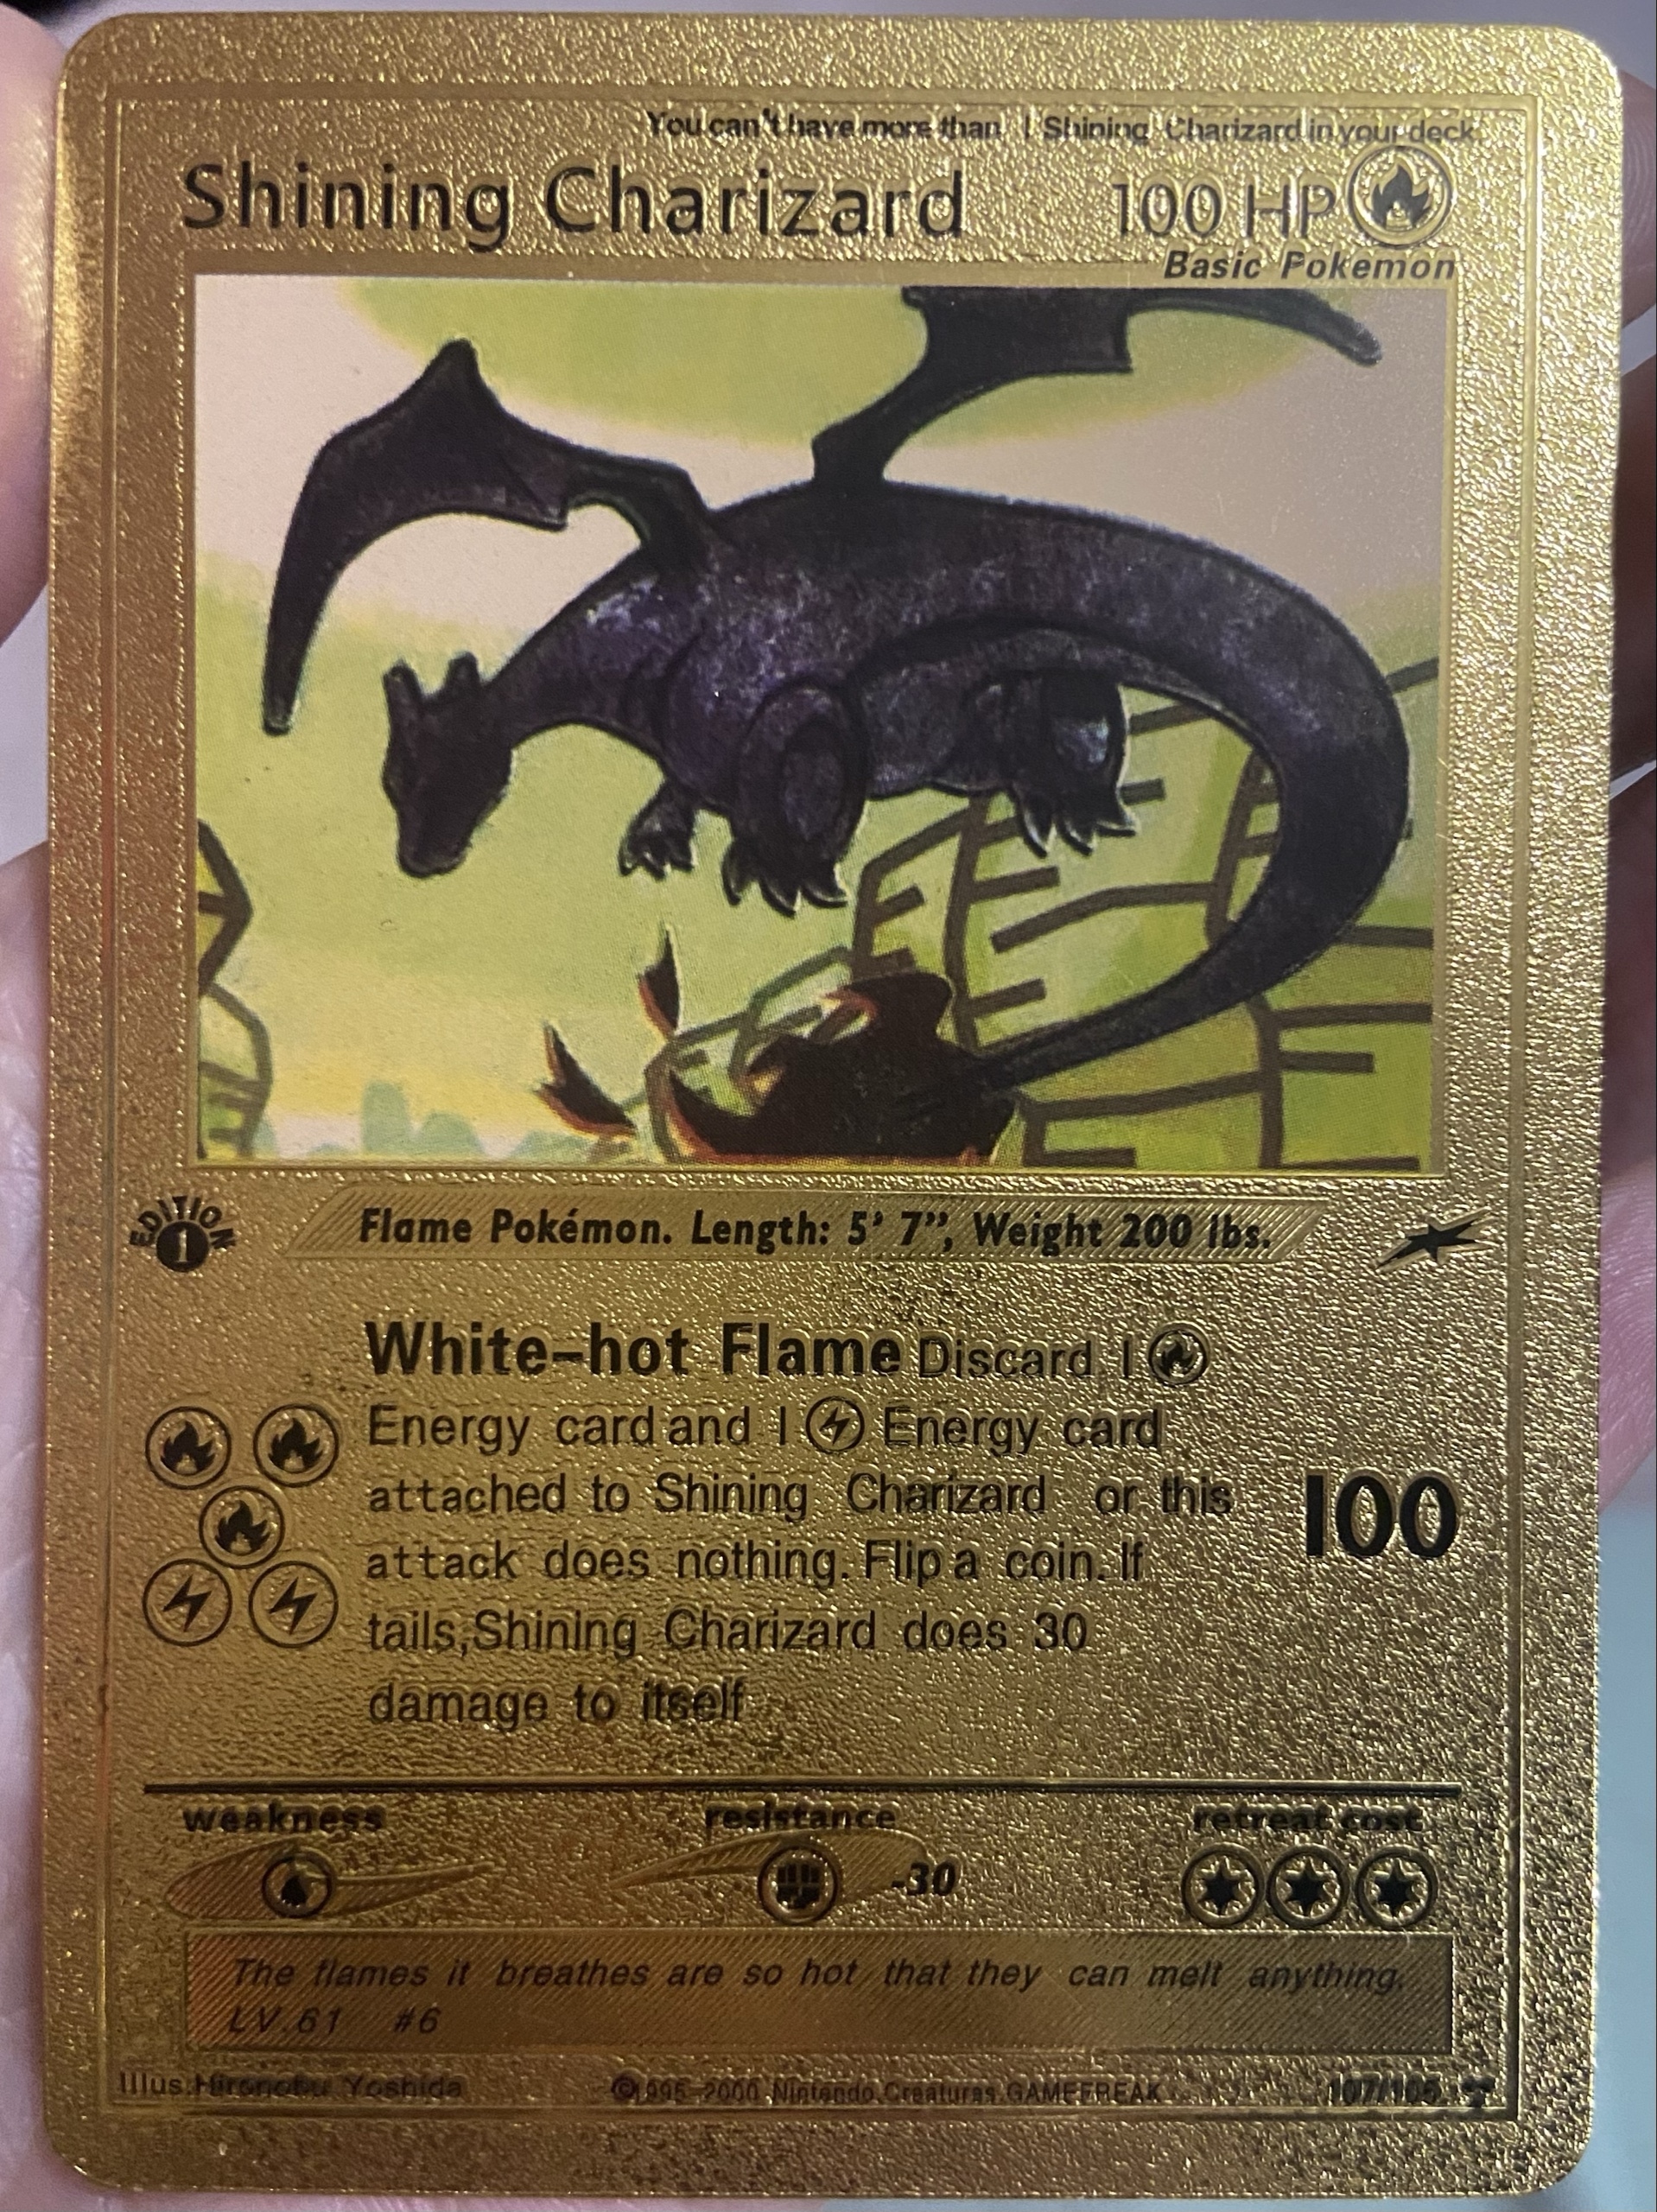 You can't have more than 1 Shining Charizard in your deck.
Shining Charizard 100 HP
Basic Pokemon
EDITION
1
Flame Pokémon. Length: 5’ 7”, Weight 200 lbs.
White-hot Flame Discard 1
Energy card and 1 Energy card
attached to Shining Charizard or this
attack does nothing. Flip a coin. If
tails,Shining Charizard does 30
damage to itself
100
weakness resistance retreat cost
-30
The flames it breathes are so hot that they can melt anything.
LV.61 #6
Illus.Hironobu Yoshida ©1995-2000 Nintendo.Creaturas.GAMEFREAK 107/105